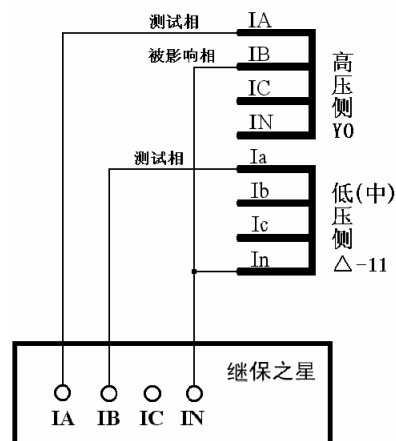 测试相 IA
被影响相 IB
IC
IN
高压侧
Y0
测试相 Ia
Ib
Ic
In
低(中)压侧
△-11
继保之星
IA IB IC IN